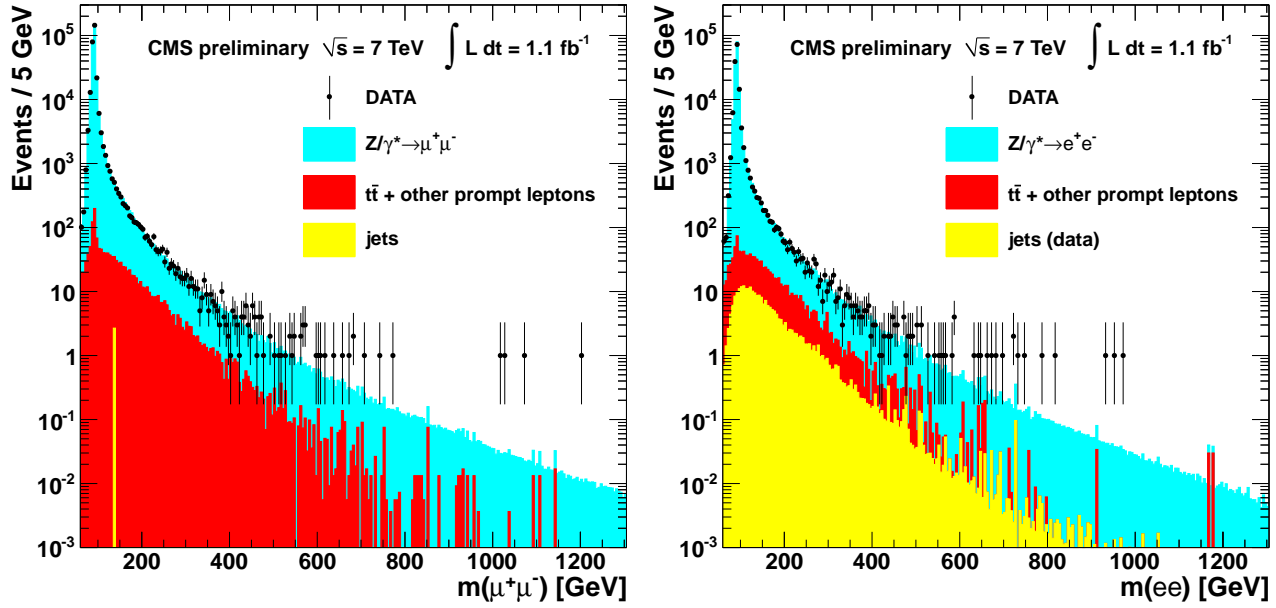 CMS preliminary √s = 7 TeV ∫ L dt = 1.1 fb⁻¹
DATA
Z/γ*→μ⁺μ⁻
tt̄ + other prompt leptons
jets
Events / 5 GeV
10⁵
10⁴
10³
10²
10
1
10⁻¹
10⁻²
10⁻³
200 400 600 800 1000 1200
m(μ⁺μ⁻) [GeV]
CMS preliminary √s = 7 TeV ∫ L dt = 1.1 fb⁻¹
DATA
Z/γ*→e⁺e⁻
tt̄ + other prompt leptons
jets (data)
Events / 5 GeV
10⁵
10⁴
10³
10²
10
1
10⁻¹
10⁻²
10⁻³
200 400 600 800 1000 1200
m(ee) [GeV]